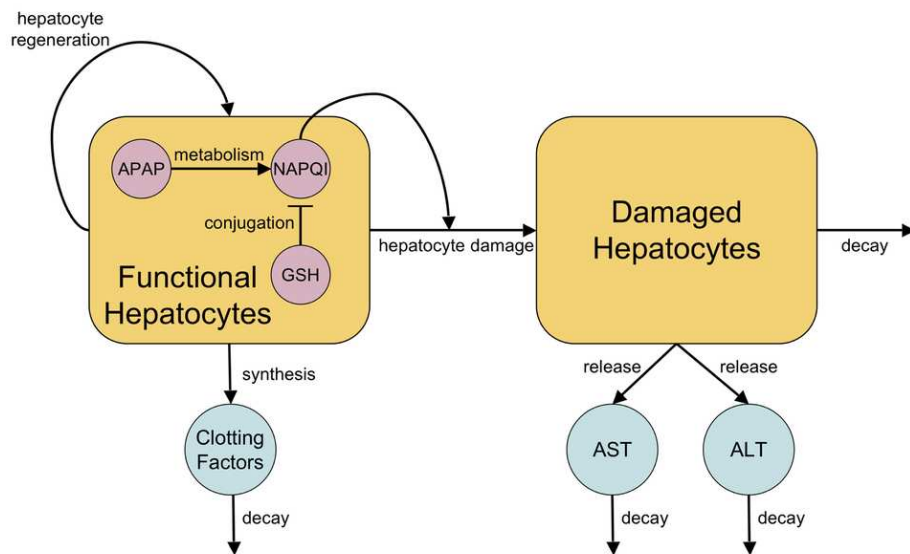 hepatocyte
regeneration
APAP
metabolism
NAPQI
conjugation
GSH
Functional
Hepatocytes
hepatocyte damage
Damaged
Hepatocytes
decay
synthesis
release
release
Clotting
Factors
AST
ALT
decay
decay
decay